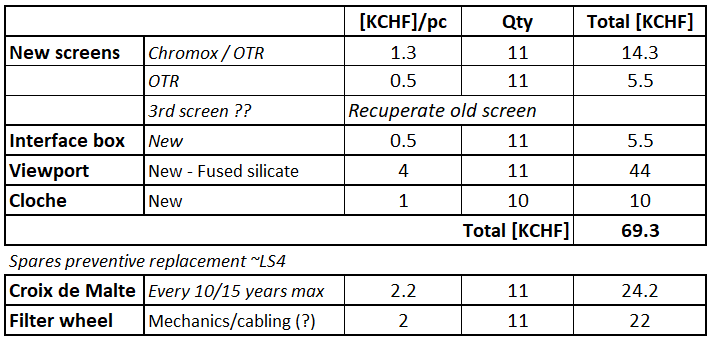 [KCHF]/pc Qty Total [KCHF]
New screens Chromox / OTR 1.3 11 14.3
OTR 0.5 11 5.5
3rd screen ?? Recuperate old screen
Interface box New 0.5 11 5.5
Viewport New - Fused silicate 4 11 44
Cloche New 1 10 10
Total [KCHF] 69.3
Spares preventive replacement ~LS4
Croix de Malte Every 10/15 years max 2.2 11 24.2
Filter wheel Mechanics/cabling (?) 2 11 22